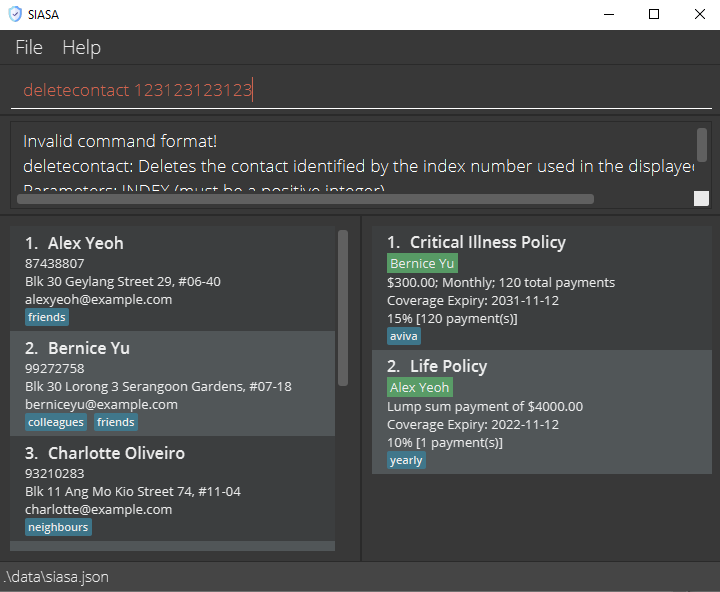 SIASA
File Help
deletecontact 123123123123
Invalid command format!
deletecontact: Deletes the contact identified by the index number used in the displayed
Parameters: INDEX (must be a positive integer)
1. Alex Yeoh
87438807
Blk 30 Geylang Street 29, #06-40
alexyeoh@example.com
friends
2. Bernice Yu
99272758
Blk 30 Lorong 3 Serangoon Gardens, #07-18
berniceyu@example.com
colleagues friends
3. Charlotte Oliveiro
93210283
Blk 11 Ang Mo Kio Street 74, #11-04
charlotte@example.com
neighbours
1. Critical Illness Policy
Bernice Yu
$300.00; Monthly; 120 total payments
Coverage Expiry: 2031-11-12
15% [120 payment(s)]
aviva
2. Life Policy
Alex Yeoh
Lump sum payment of $4000.00
Coverage Expiry: 2022-11-12
10% [1 payment(s)]
yearly
.\data\siasa.json